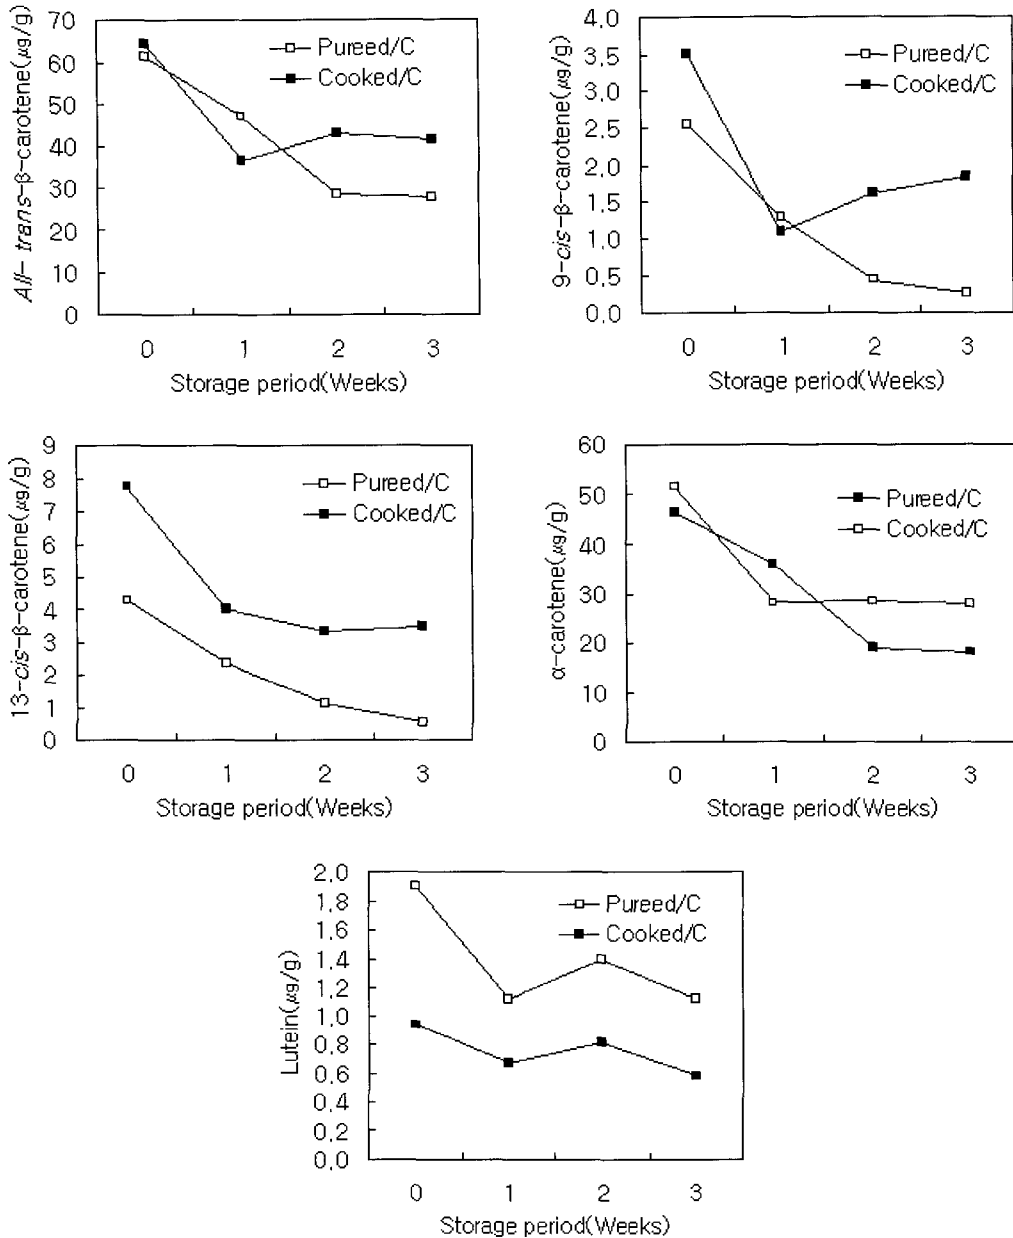 All-trans-β-carotene(μg/g)
70
60
50
40
30
20
10
0
Pureed/C
Cooked/C
0 1 2 3
Storage period(Weeks)
9-cis-β-carotene(μg/g)
4.0
3.5
3.0
2.5
2.0
1.5
1.0
0.5
0.0
Pureed/C
Cooked/C
0 1 2 3
Storage period(Weeks)
13-cis-β-carotene(μg/g)
9
8
7
6
5
4
3
2
1
0
Pureed/C
Cooked/C
0 1 2 3
Storage period(Weeks)
α-carotene(μg/g)
60
50
40
30
20
10
0
Pureed/C
Cooked/C
0 1 2 3
Storage period(Weeks)
Lutein(μg/g)
2.0
1.8
1.6
1.4
1.2
1.0
0.8
0.6
0.4
0.2
0.0
Pureed/C
Cooked/C
0 1 2 3
Storage period(Weeks)